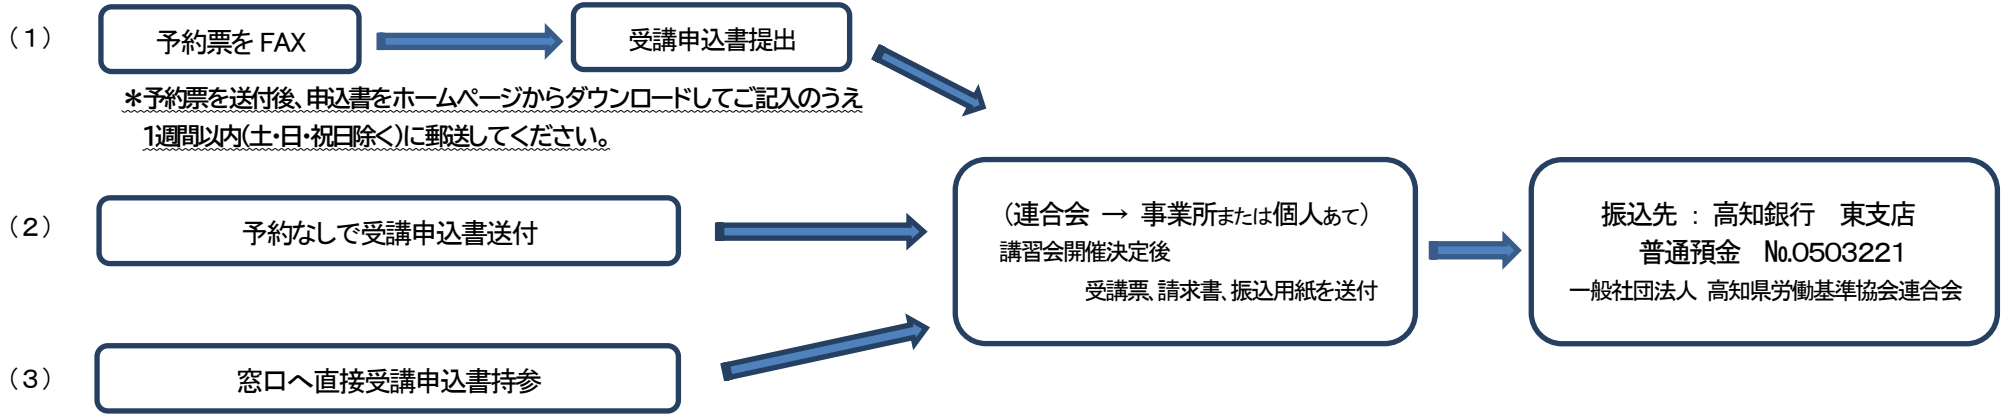 （１）
予約票を FAX
受講申込書提出
＊予約票を送付後、申込書をホームページからダウンロードしてご記入のうえ
１週間以内(土・日・祝日除く)に郵送してください。
（２）
予約なしで受講申込書送付
（連合会 → 事業所または個人あて）
講習会開催決定後
受講票、請求書、振込用紙を送付
振込先 ： 高知銀行　東支店
普通預金　№0503221
一般社団法人 高知県労働基準協会連合会
（３）
窓口へ直接受講申込書持参